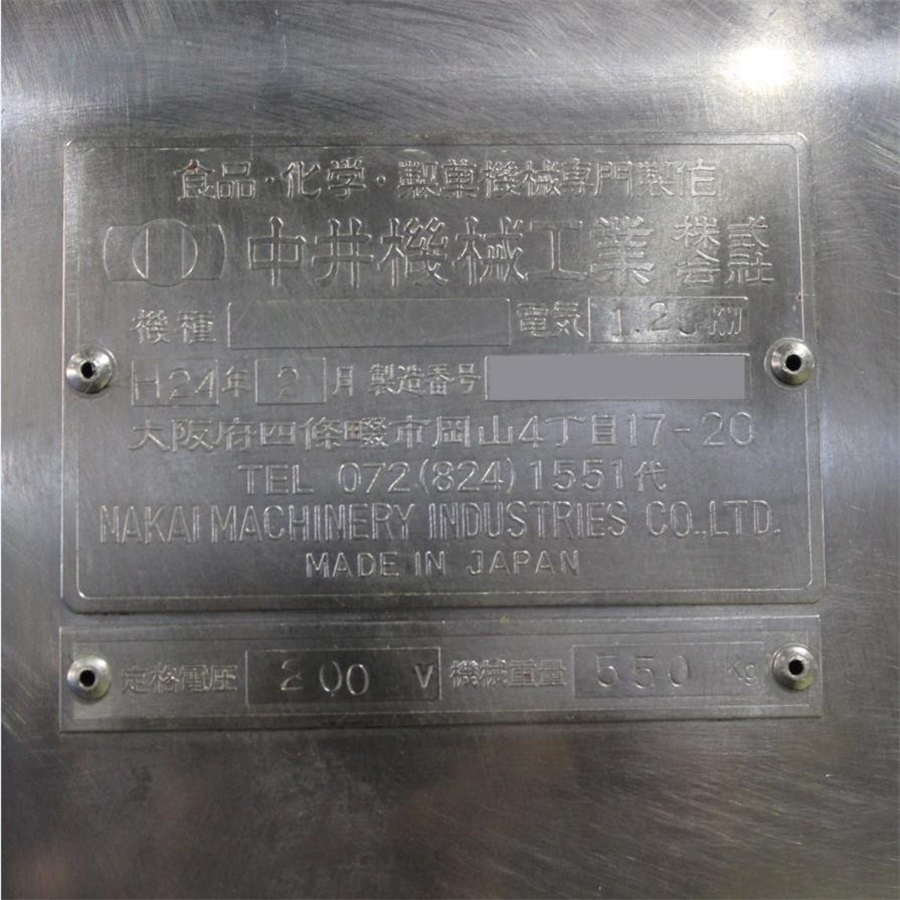 食品・化学・製菓機械専門製作
中井機械工業 株式会社
機種 電気 kW
H24年 2 月 製造番号
大阪府四條畷市岡山4丁目17-20
TEL 072(824)1551代
NAKAI MACHINERY INDUSTRIES CO.,LTD.
MADE IN JAPAN
定格電圧 200 V 機械重量 550 Kg